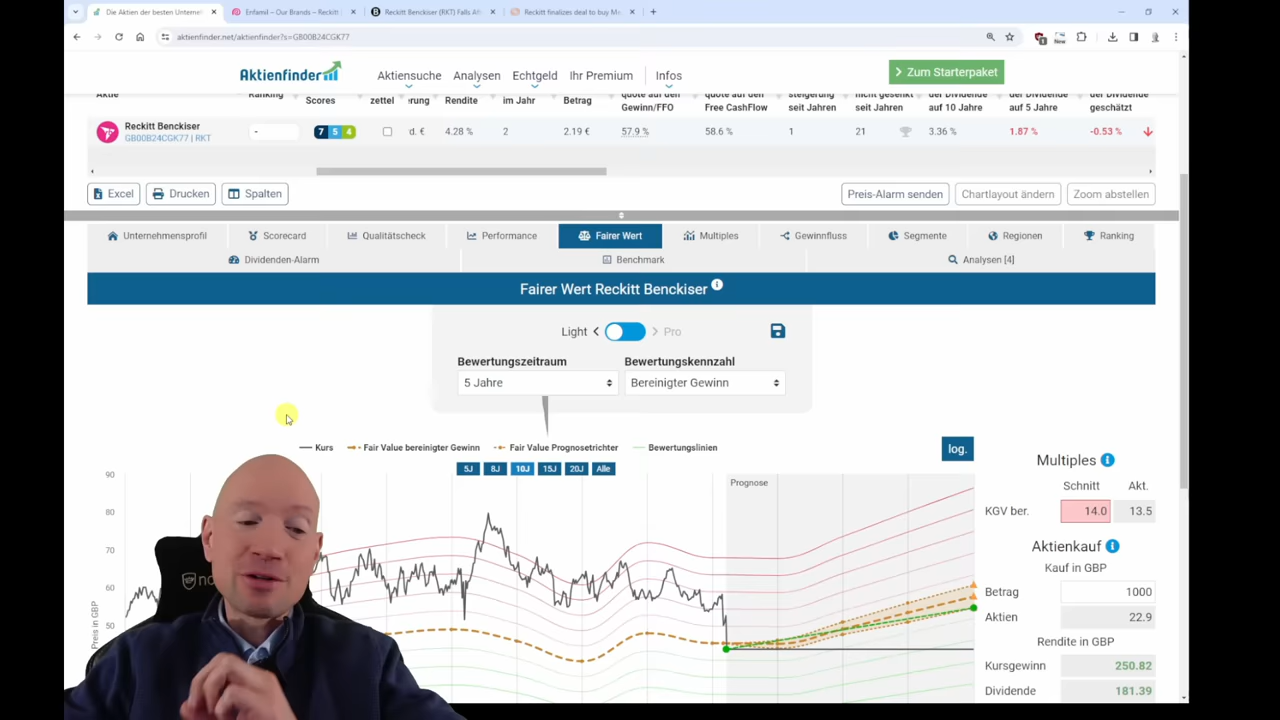 Die Aktien der besten Unterneh
Enfamil – Our Brands – Reckitt
Reckitt Benckiser (RKT) Falls Af
Reckitt finalizes deal to buy M
aktienfinder.net/aktienfinder?s=GB00B24CGK77
Aktienfinder
Aktiensuche Analysen Echtgeld Ihr Premium Infos
Zum Starterpaket
Ranking Scores zettel Rendite im Jahr Betrag quote auf den Gewinn/FFO quote auf den Free CashFlow steigerung seit Jahren nicht gesenkt seit Jahren der Dividende auf 10 Jahre der Dividende auf 5 Jahre der Dividende geschätzt
Reckitt Benckiser - 7 5 4 d. € 4.28 % 2 2.19 € 57.9 % 58.6 % 1 21 3.36 % 1.87 % -0.53 %
GB00B24CGK77 | RKT
Excel Drucken Spalten Preis-Alarm senden Chartlayout ändern Zoom abstellen
Unternehmensprofil Scorecard Qualitätscheck Performance Fairer Wert Multiples Gewinnfluss Segmente Regionen Ranking
Dividenden-Alarm Benchmark Analysen [4]
Fairer Wert Reckitt Benckiser
Light < > Pro
Bewertungszeitraum Bewertungskennzahl
5 Jahre Bereinigter Gewinn
Kurs Fair Value bereinigter Gewinn Fair Value Prognosetrichter Bewertungslinien
log.
5J 8J 10J 15J 20J Alle
90
80
70
60
50
Preis in GBP
Prognose
Multiples
Schnitt Akt.
KGV ber. 14.0 13.5
Aktienkauf
Kauf in GBP
Betrag 1000
Aktien 22.9
Rendite in GBP
Kursgewinn 250.82
Dividende 181.39